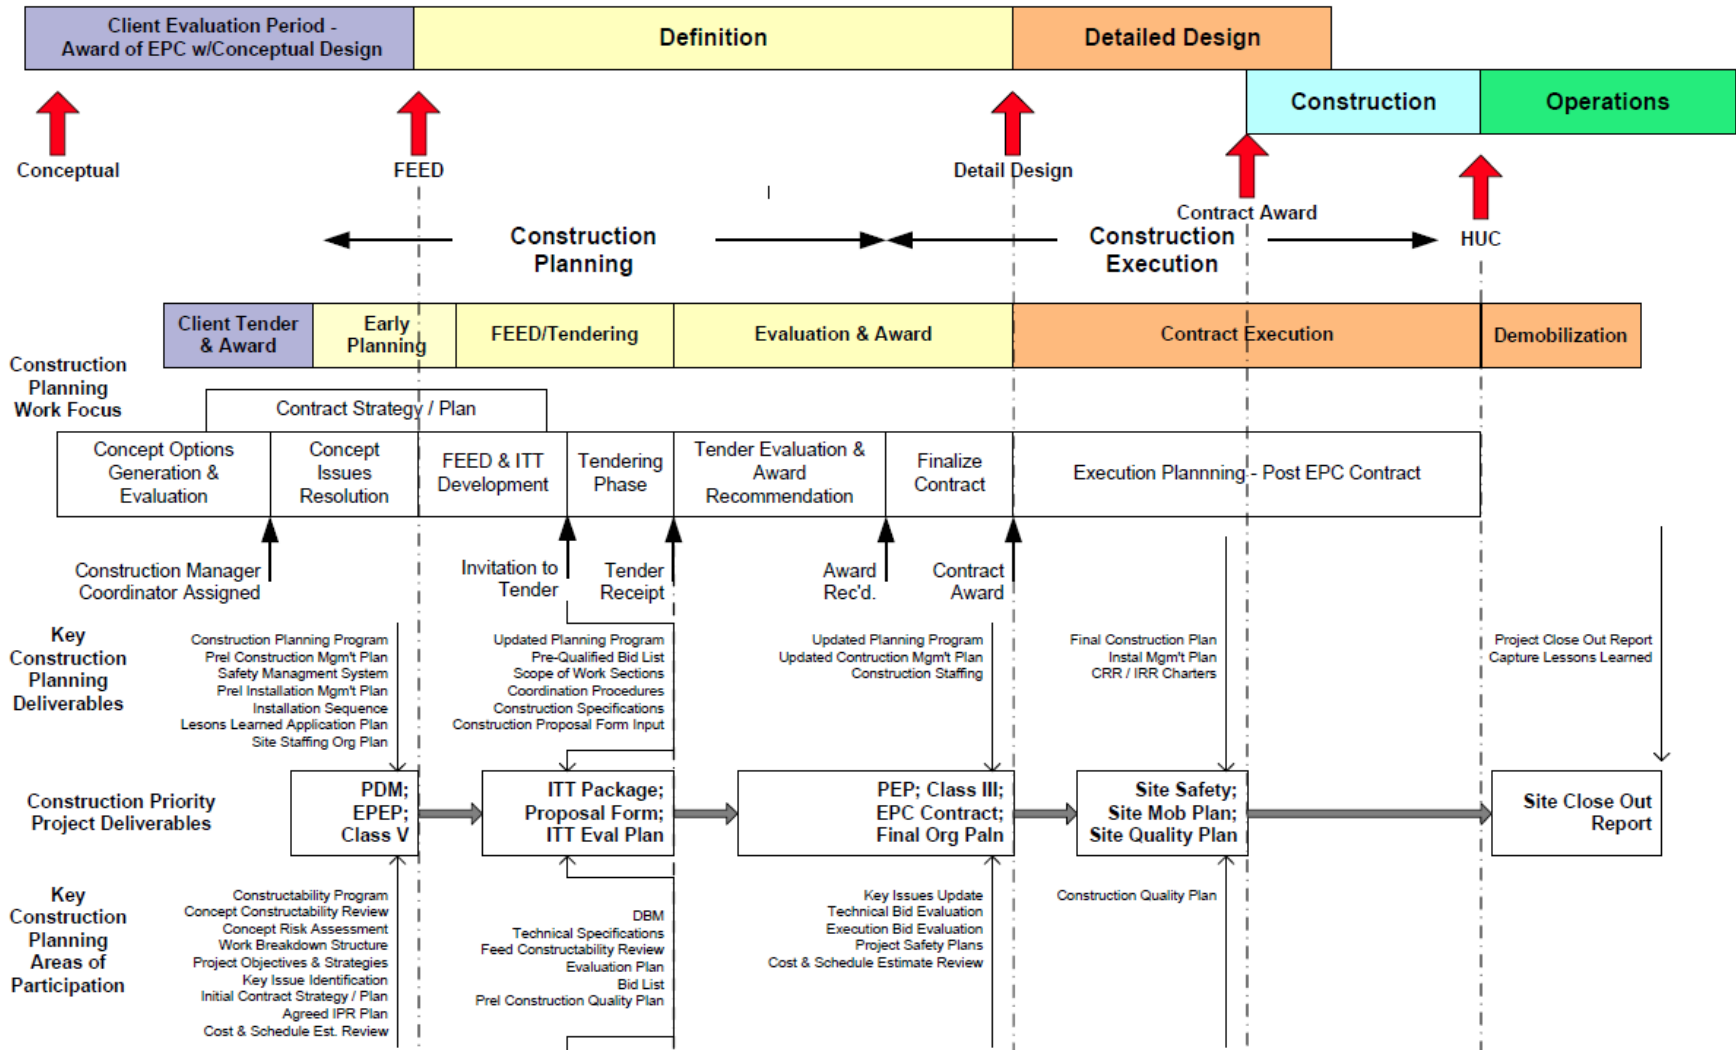 Client Evaluation Period -
Award of EPC w/Conceptual Design
Definition
Detailed Design
Construction
Operations
Conceptual
FEED
Detail Design
Contract Award
HUC
Construction
Planning
Construction
Execution
Client Tender
& Award
Early
Planning
FEED/Tendering
Evaluation & Award
Contract Execution
Demobilization
Construction
Planning
Work Focus
Contract Strategy / Plan
Concept Options
Generation &
Evaluation
Concept
Issues
Resolution
FEED & ITT
Development
Tendering
Phase
Tender Evaluation &
Award
Recommendation
Finalize
Contract
Execution Plannning - Post EPC Contract
Construction Manager
Coordinator Assigned
Invitation to
Tender
Tender
Receipt
Award
Rec'd.
Contract
Award
Key
Construction
Planning
Deliverables
Construction Planning Program
Prel Construction Mgm't Plan
Safety Managment System
Prel Installation Mgm't Plan
Installation Sequence
Lesons Learned Application Plan
Site Staffing Org Plan
Updated Planning Program
Pre-Qualified Bid List
Scope of Work Sections
Coordination Procedures
Construction Specifications
Construction Proposal Form Input
Updated Planning Program
Updated Contruction Mgm't Plan
Construction Staffing
Final Construction Plan
Instal Mgm't Plan
CRR / IRR Charters
Project Close Out Report
Capture Lessons Learned
Construction Priority
Project Deliverables
PDM;
EPEP;
Class V
ITT Package;
Proposal Form;
ITT Eval Plan
PEP; Class III;
EPC Contract;
Final Org Paln
Site Safety;
Site Mob Plan;
Site Quality Plan
Site Close Out
Report
Key
Construction
Planning
Areas of
Participation
Constructability Program
Concept Constructability Review
Concept Risk Assessment
Work Breakdown Structure
Project Objectives & Strategies
Key Issue Identification
Initial Contract Strategy / Plan
Agreed IPR Plan
Cost & Schedule Est. Review
DBM
Technical Specifications
Feed Constructability Review
Evaluation Plan
Bid List
Prel Construction Quality Plan
Key Issues Update
Technical Bid Evaluation
Execution Bid Evaluation
Project Safety Plans
Cost & Schedule Estimate Review
Construction Quality Plan